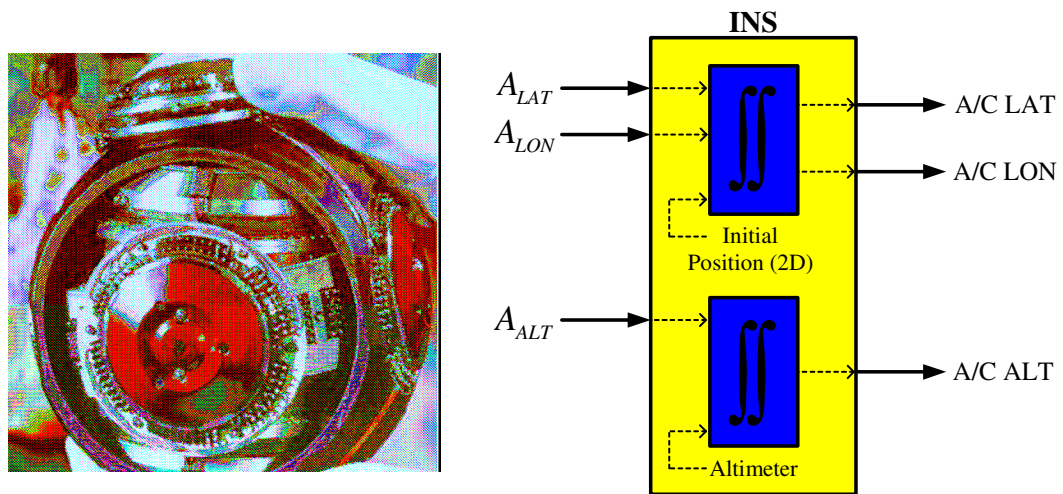 INS
A_LAT
A_LON
A/C LAT
A/C LON
∬
Initial
Position (2D)
A_ALT
A/C ALT
∬
Altimeter